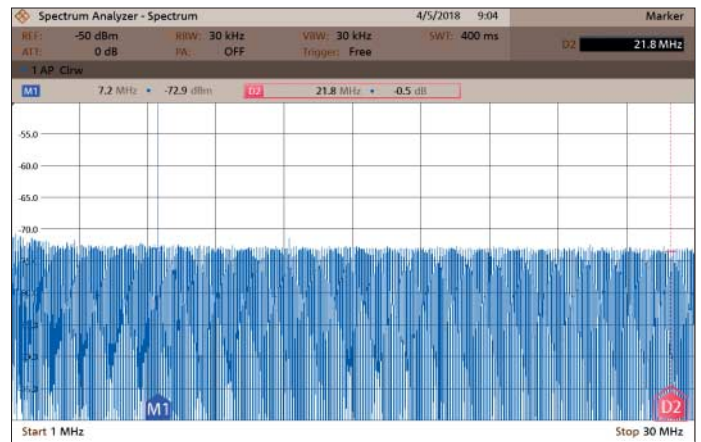 Spectrum Analyzer - Spectrum 4/5/2018 9:04 Marker
REF: -50 dBm RBW: 30 kHz VBW: 30 kHz SWT: 400 ms
ATT: 0 dB PA: OFF Trigger: Free
D2 21.8 MHz
1 AP Clrw
M1 7.2 MHz • -72.9 dBm D2 21.8 MHz • -0.5 dB
-55.0
-60.0
-65.0
-70.0
M1
D2
Start 1 MHz Stop 30 MHz